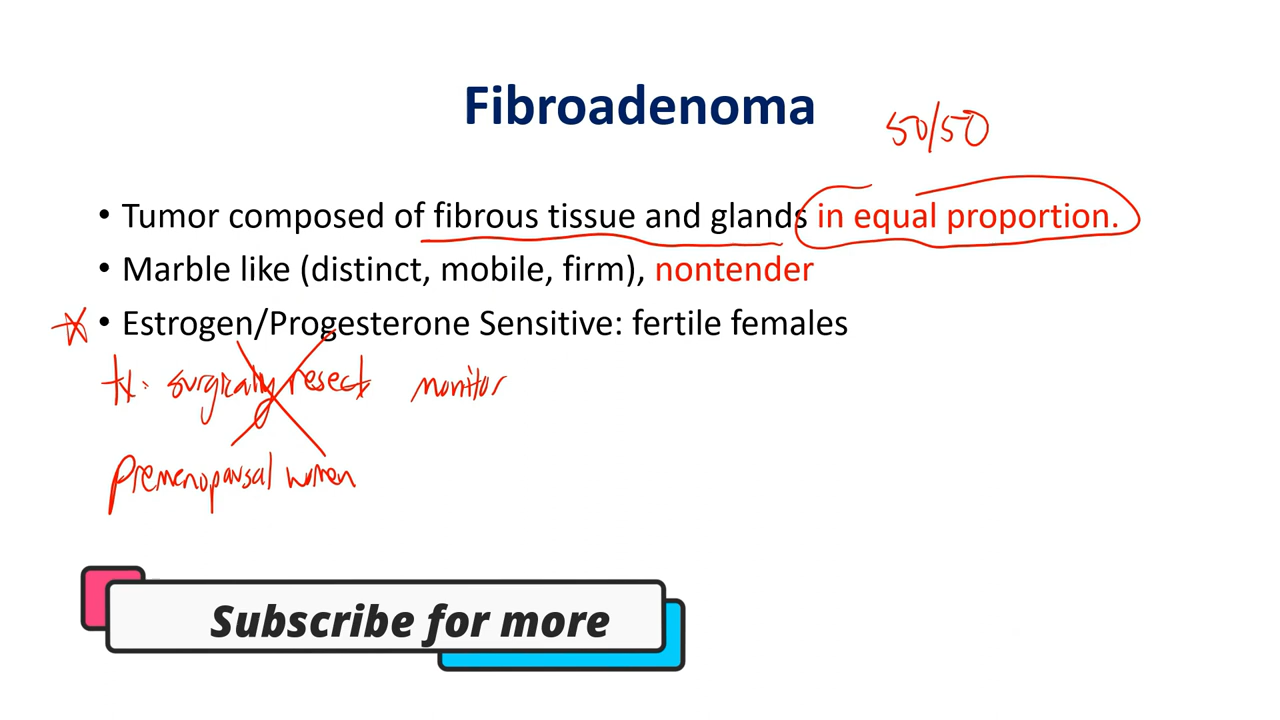 Fibroadenoma
50/50
• Tumor composed of fibrous tissue and glands in equal proportion.
• Marble like (distinct, mobile, firm), nontender
• Estrogen/Progesterone Sensitive: fertile females
tx: surgically resect monitor
Premenopausal women
Subscribe for more